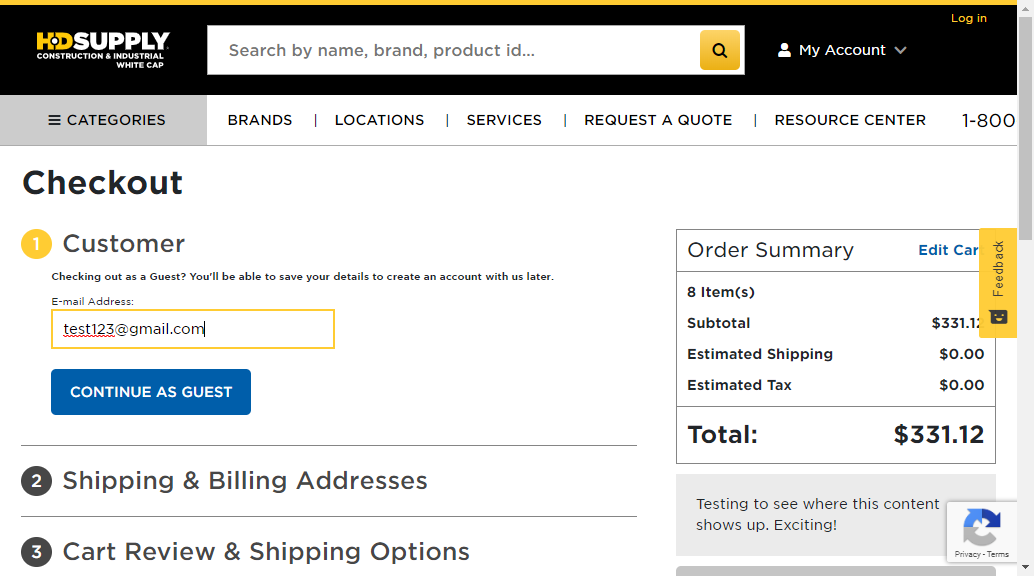 Log in
HDSUPPLY
CONSTRUCTION & INDUSTRIAL
WHITE CAP
Search by name, brand, product id...
My Account
CATEGORIES
BRANDS | LOCATIONS | SERVICES | REQUEST A QUOTE | RESOURCE CENTER
1-800
Checkout
1 Customer
Checking out as a Guest? You'll be able to save your details to create an account with us later.
E-mail Address:
test123@gmail.com
CONTINUE AS GUEST
2 Shipping & Billing Addresses
3 Cart Review & Shipping Options
Order Summary Edit Car
8 Item(s)
Subtotal $331.12
Estimated Shipping $0.00
Estimated Tax $0.00
Total: $331.12
Testing to see where this content
shows up. Exciting!
Feedback
Privacy - Terms